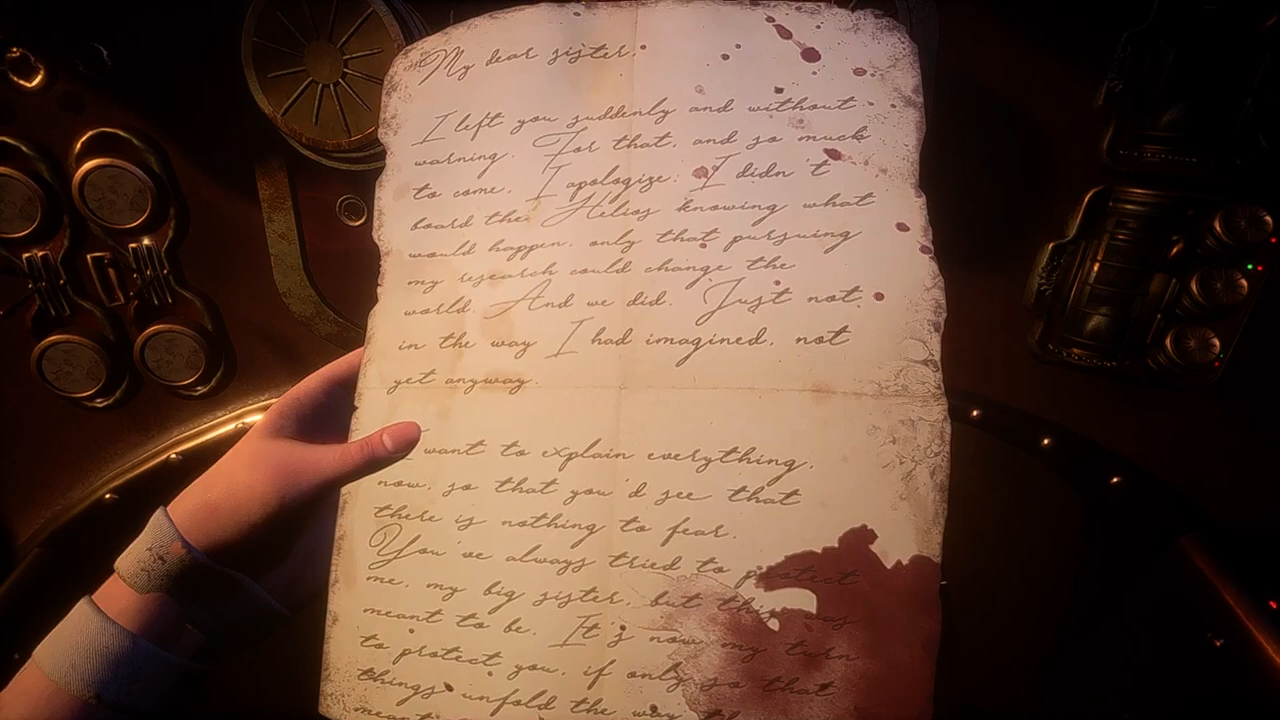 My dear sister,
I left you suddenly and without
warning. For that, and so much
to come, I apologize. I didn't
board the Helios knowing what
would happen, only that pursuing
my research could change the
world. And we did. Just not,
in the way I had imagined, not
yet anyway.
want to explain everything,
now, so that you'd see that
there is nothing to fear.
You've always tried to protect
me, my big sister, but this was
meant to be. It's now my turn
to protect you, if only so that
things unfold the way
meant